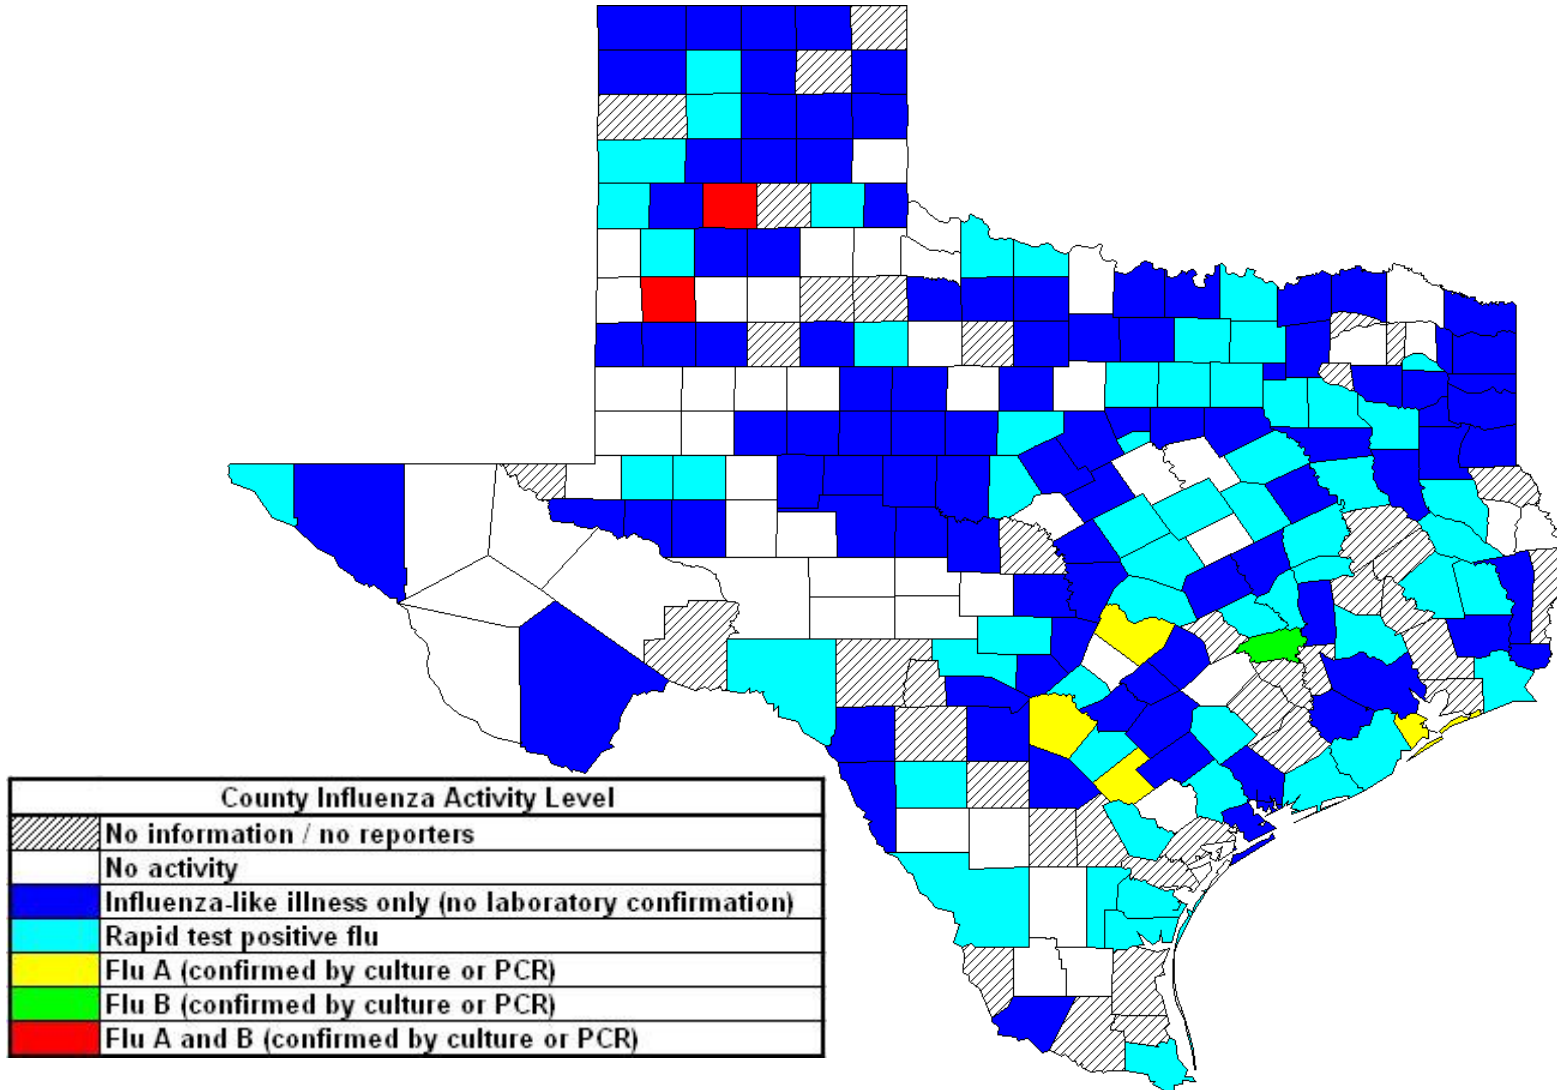 County Influenza Activity Level
No information / no reporters
No activity
Influenza-like illness only (no laboratory confirmation)
Rapid test positive flu
Flu A (confirmed by culture or PCR)
Flu B (confirmed by culture or PCR)
Flu A and B (confirmed by culture or PCR)